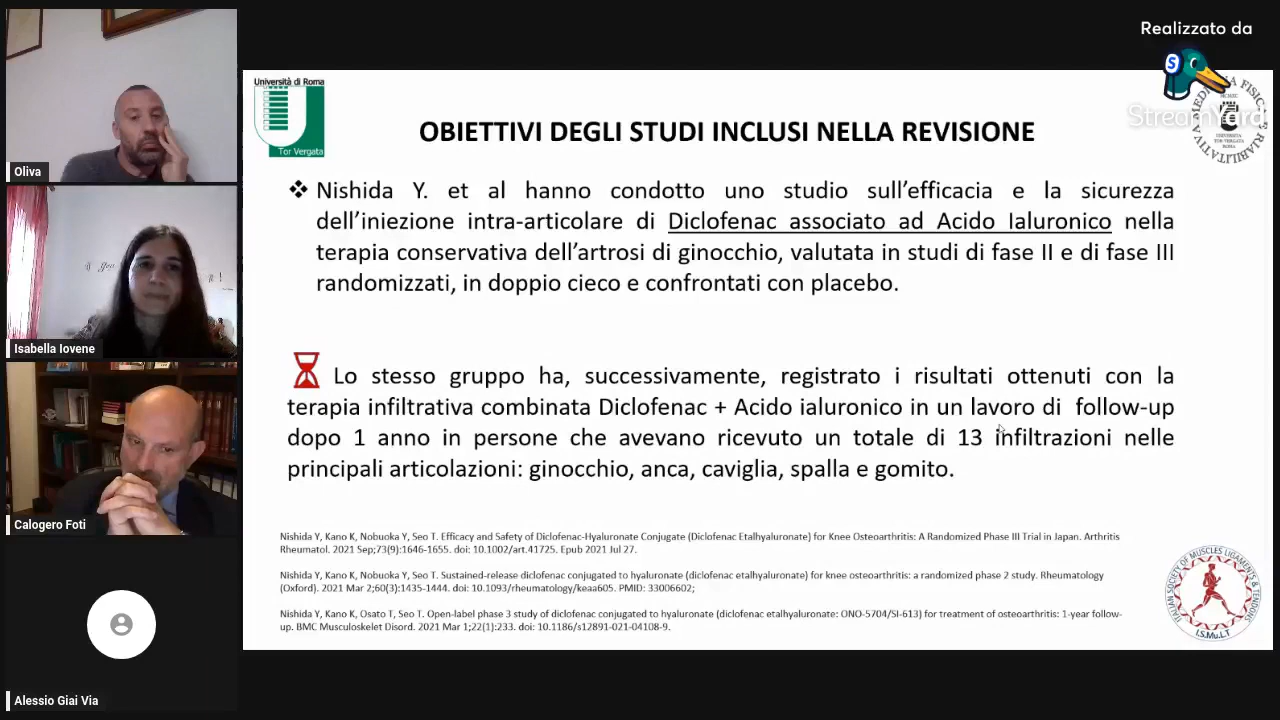 Realizzato da
StreamYard
Oliva
Isabella Iovene
Calogero Foti
Alessio Giai Via
Università di Roma
Tor Vergata
OBIETTIVI DEGLI STUDI INCLUSI NELLA REVISIONE
❖ Nishida Y. et al hanno condotto uno studio sull'efficacia e la sicurezza
dell'iniezione intra-articolare di Diclofenac associato ad Acido Ialuronico nella
terapia conservativa dell'artrosi di ginocchio, valutata in studi di fase II e di fase III
randomizzati, in doppio cieco e confrontati con placebo.
Lo stesso gruppo ha, successivamente, registrato i risultati ottenuti con la
terapia infiltrativa combinata Diclofenac + Acido ialuronico in un lavoro di follow-up
dopo 1 anno in persone che avevano ricevuto un totale di 13 infiltrazioni nelle
principali articolazioni: ginocchio, anca, caviglia, spalla e gomito.
Nishida Y, Kano K, Nobuoka Y, Seo T. Efficacy and Safety of Diclofenac-Hyaluronate Conjugate (Diclofenac Etalhyaluronate) for Knee Osteoarthritis: A Randomized Phase III Trial in Japan. Arthritis
Rheumatol. 2021 Sep;73(9):1646-1655. doi: 10.1002/art.41725. Epub 2021 Jul 27.
Nishida Y, Kano K, Nobuoka Y, Seo T. Sustained-release diclofenac conjugated to hyaluronate (diclofenac etalhyaluronate) for knee osteoarthritis: a randomized phase 2 study. Rheumatology
(Oxford). 2021 Mar 2;60(3):1435-1444. doi: 10.1093/rheumatology/keaa605. PMID: 33006602;
Nishida Y, Kano K, Osato T, Seo T. Open-label phase 3 study of diclofenac conjugated to hyaluronate (diclofenac etalhyaluronate: ONO-5704/SI-613) for treatment of osteoarthritis: 1-year follow-
up. BMC Musculoskelet Disord. 2021 Mar 1;22(1):233. doi: 10.1186/s12891-021-04108-9.
ITALIAN SOCIETY OF MUSCLES LIGAMENTS & TENDONS
I.S.Mu.L.T